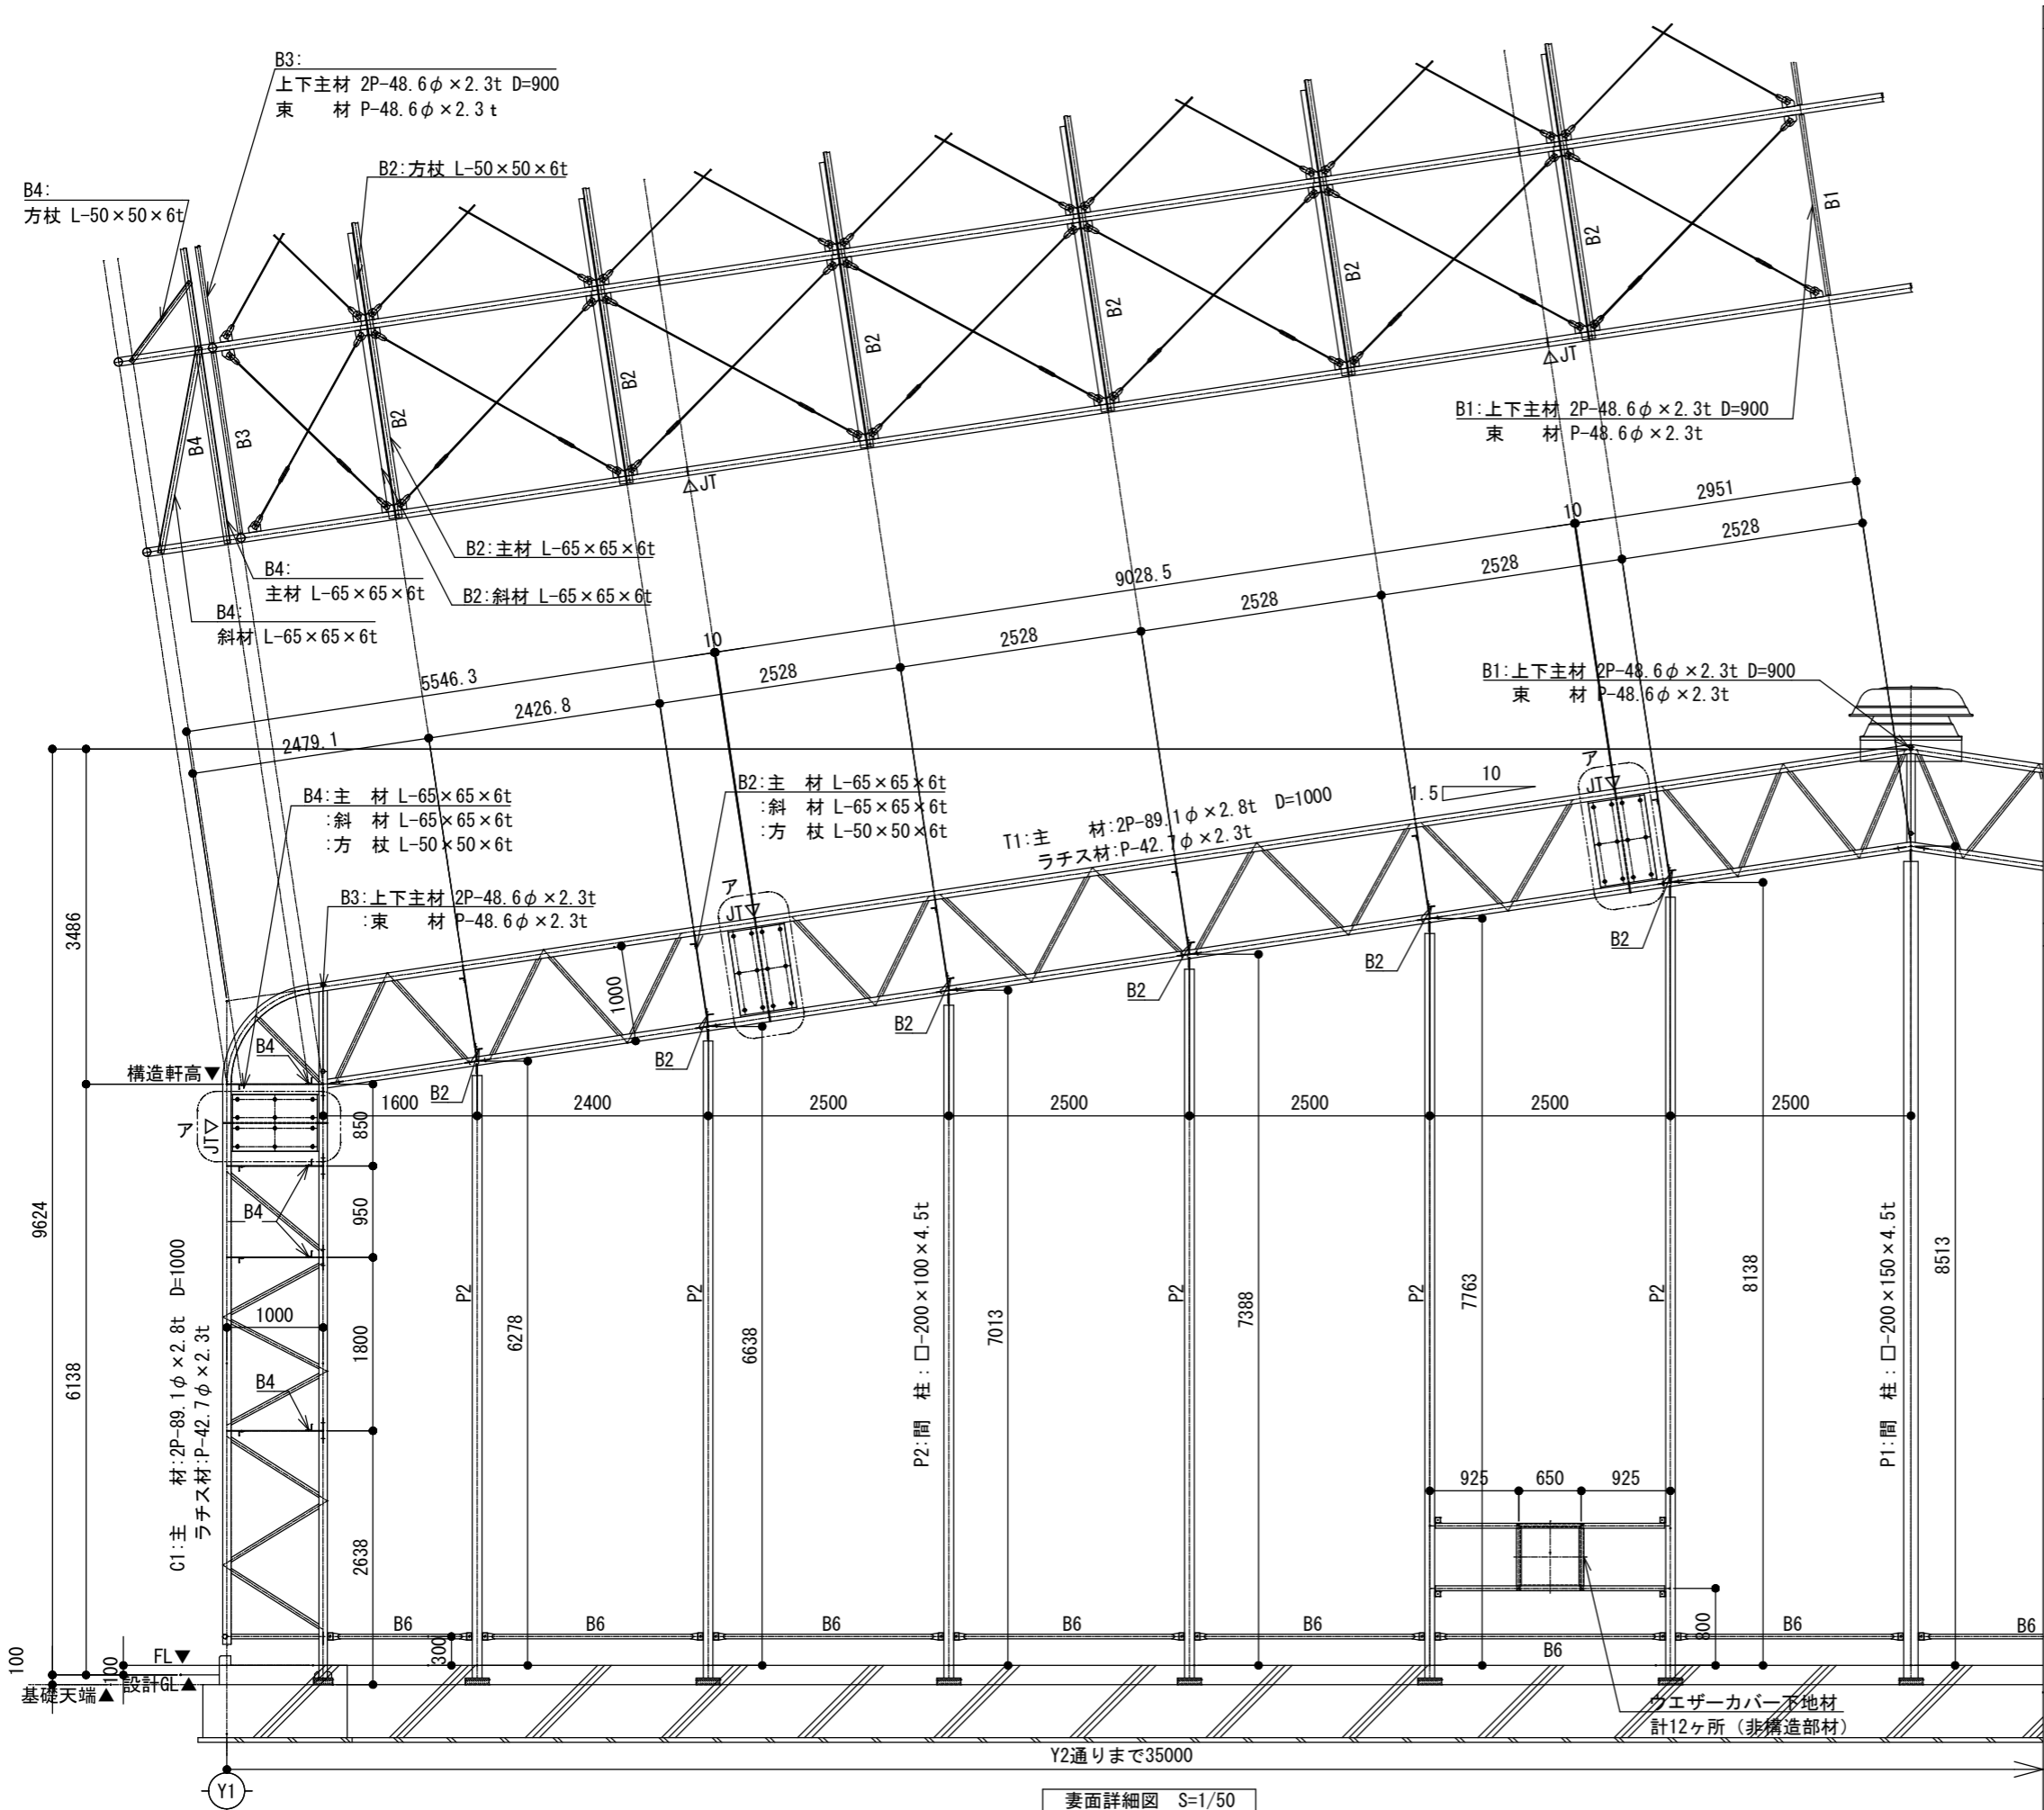 B3:
上下主材 2P-48.6φ×2.3t D=900
束　　材 P-48.6φ×2.3t
B2:方杖 L-50×50×6t
B4:
方杖 L-50×50×6t
B1
B2
B2
B2
B2
B2
B2
B3
B4
JT
JT
B1:上下主材 2P-48.6φ×2.3t D=900
束　　材 P-48.6φ×2.3t
B2:主材 L-65×65×6t
B4:
主材 L-65×65×6t
B2:斜材 L-65×65×6t
B4:
斜材 L-65×65×6t
2951
10
2528
9028.5
2528
2528
2528
10
2528
5546.3
2426.8
2479.1
B1:上下主材 2P-48.6φ×2.3t D=900
束　　材 P-48.6φ×2.3t
B4:主　材 L-65×65×6t
:斜　材 L-65×65×6t
:方　杖 L-50×50×6t
B2:主　材 L-65×65×6t
:斜　材 L-65×65×6t
:方　杖 L-50×50×6t
T1:主　　材:2P-89.1φ×2.8t　D=1000
ラチス材:P-42.7φ×2.3t
10
1.5
ア
JT▽
ア
JT▽
B3:上下主材 2P-48.6φ×2.3t
:束　　材 P-48.6φ×2.3t
3486
1000
B2
B2
B2
B2
B2
B2
B4
構造軒高▼
ア
JT▽
1600
2400
2500
2500
2500
2500
2500
850
950
B4
9624
6138
C1:主　　材:2P-89.1φ×2.8t　D=1000
ラチス材:P-42.7φ×2.3t
1000
1800
B4
2638
P2
6278
P2
6638
P2:間　柱：□-200×100×4.5t
7013
P2
7388
P2
7763
P2
8138
P1:間　柱：□-200×150×4.5t
8513
925
650
925
800
B6
B6
B6
B6
B6
B6
B6
B6
300
100
100
FL▼
設計GL▲
基礎天端▲
ウエザーカバー下地材
計12ヶ所（非構造部材）
Y2通りまで35000
Y1
妻面詳細図　S=1/50